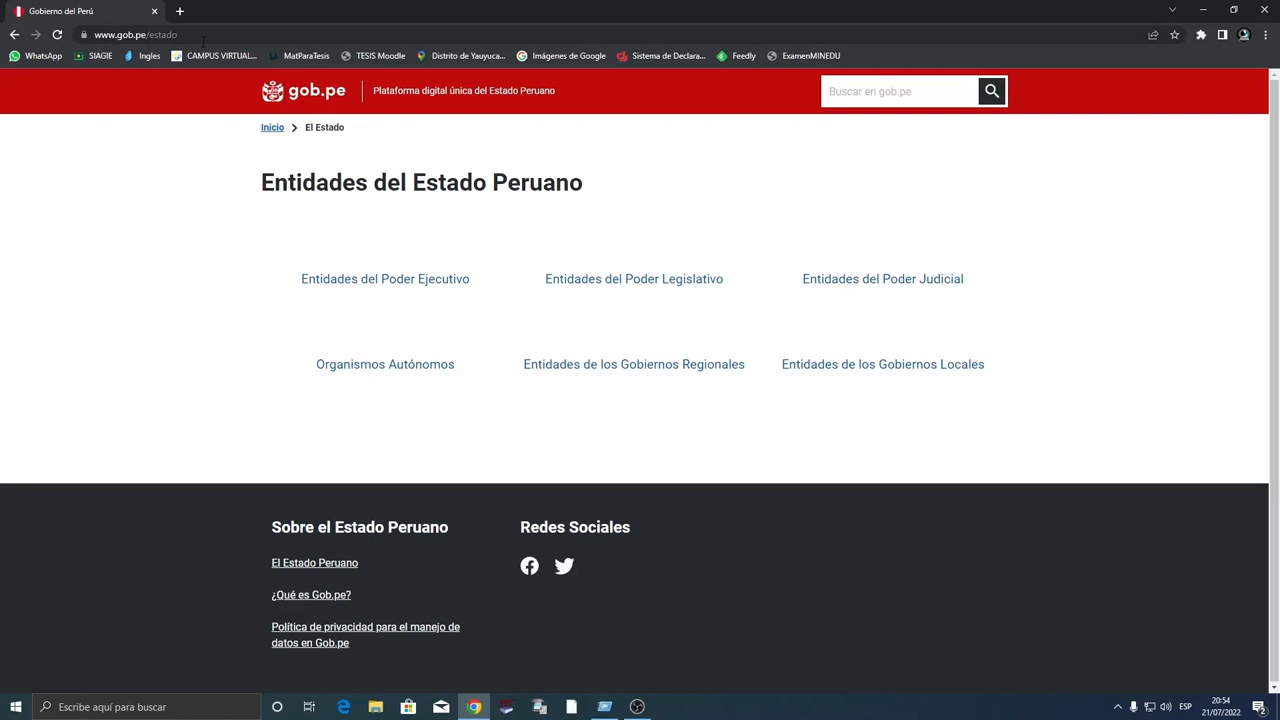 Gobierno del Perú
www.gob.pe/estado
WhatsApp
SIAGIE
Ingles
CAMPUS VIRTUAL...
MatParaTesis
TESIS Moodle
Distrito de Yauyuca...
Imágenes de Google
Sistema de Declara...
Feedly
ExamenMINEDU
gob.pe
Plataforma digital única del Estado Peruano
Buscar en gob.pe
Inicio > El Estado
Entidades del Estado Peruano
Entidades del Poder Ejecutivo
Entidades del Poder Legislativo
Entidades del Poder Judicial
Organismos Autónomos
Entidades de los Gobiernos Regionales
Entidades de los Gobiernos Locales
Sobre el Estado Peruano
El Estado Peruano
¿Qué es Gob.pe?
Política de privacidad para el manejo de
datos en Gob.pe
Redes Sociales
Escribe aquí para buscar
ESP
20:54
21/07/2022